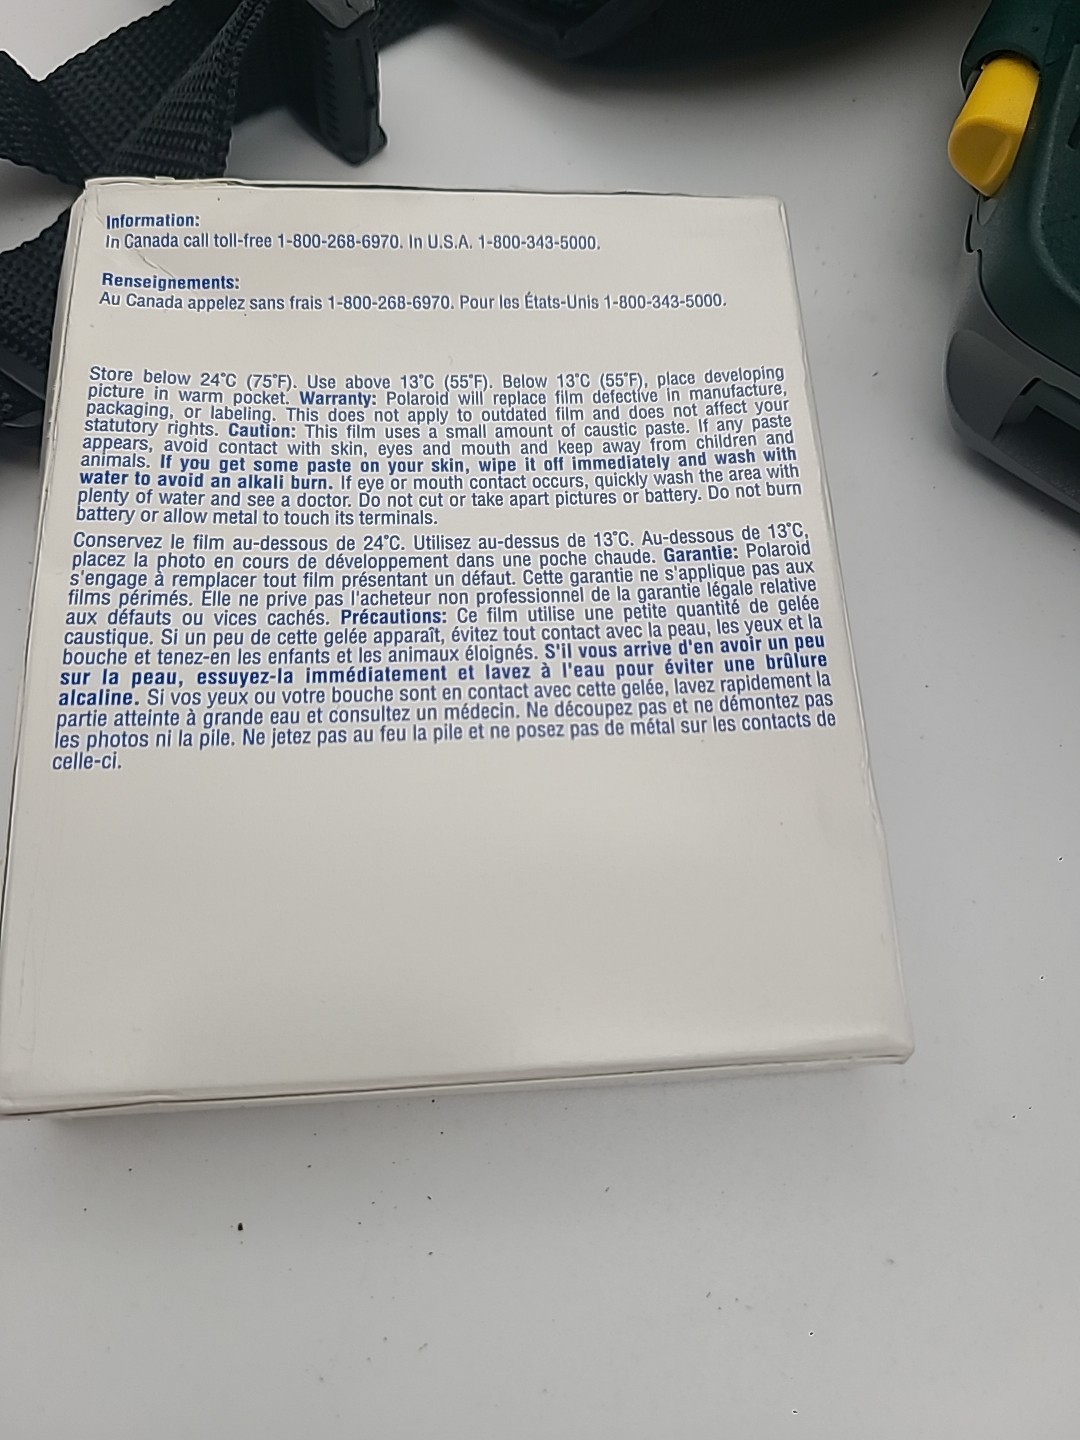 Information:
In Canada call toll-free 1-800-268-6970. In U.S.A. 1-800-343-5000.
Renseignements:
Au Canada appelez sans frais 1-800-268-6970. Pour les États-Unis 1-800-343-5000.
Store below 24°C (75°F). Use above 13°C (55°F). Below 13°C (55°F), place developing
picture in warm pocket. Warranty: Polaroid will replace film defective in manufacture,
packaging, or labeling. This does not apply to outdated film and does not affect your
statutory rights. Caution: This film uses a small amount of caustic paste. If any paste
appears, avoid contact with skin, eyes and mouth and keep away from children and
animals. If you get some paste on your skin, wipe it off immediately and wash with
water to avoid an alkali burn. If eye or mouth contact occurs, quickly wash the area with
plenty of water and see a doctor. Do not cut or take apart pictures or battery. Do not burn
battery or allow metal to touch its terminals.
Conservez le film au-dessous de 24°C. Utilisez au-dessus de 13°C. Au-dessous de 13°C,
placez la photo en cours de développement dans une poche chaude. Garantie: Polaroid
s'engage à remplacer tout film présentant un défaut. Cette garantie ne s'applique pas aux
films périmés. Elle ne prive pas l'acheteur non professionnel de la garantie légale relative
aux défauts ou vices cachés. Précautions: Ce film utilise une petite quantité de gelée
caustique. Si un peu de cette gelée apparaît, évitez tout contact avec la peau, les yeux et la
bouche et tenez-en les enfants et les animaux éloignés. S'il vous arrive d'en avoir un peu
sur la peau, essuyez-la immédiatement et lavez à l'eau pour éviter une brûlure
alcaline. Si vos yeux ou votre bouche sont en contact avec cette gelée, lavez rapidement la
partie atteinte à grande eau et consultez un médecin. Ne découpez pas et ne démontez pas
les photos ni la pile. Ne jetez pas au feu la pile et ne posez pas de métal sur les contacts de
celle-ci.